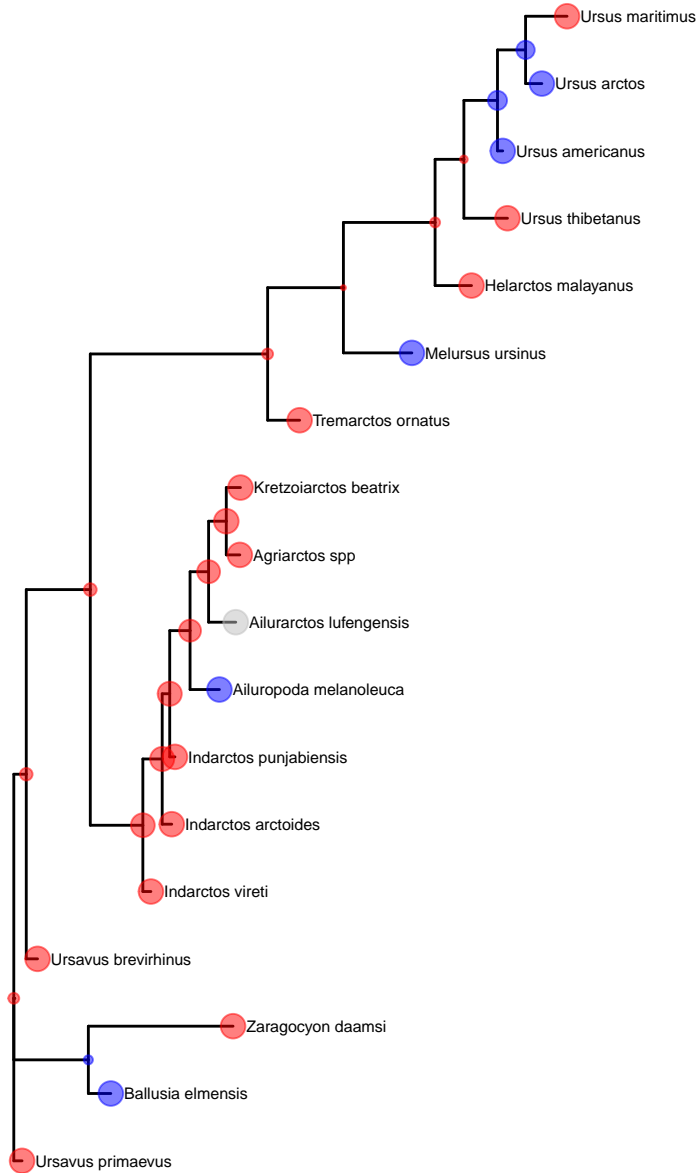 Ursus maritimus
Ursus arctos
Ursus americanus
Ursus thibetanus
Helarctos malayanus
Melursus ursinus
Tremarctos ornatus
Kretzoiarctos beatrix
Agriarctos spp
Ailurarctos lufengensis
Ailuropoda melanoleuca
Indarctos punjabiensis
Indarctos arctoides
Indarctos vireti
Ursavus brevirhinus
Zaragocyon daamsi
Ballusia elmensis
Ursavus primaevus